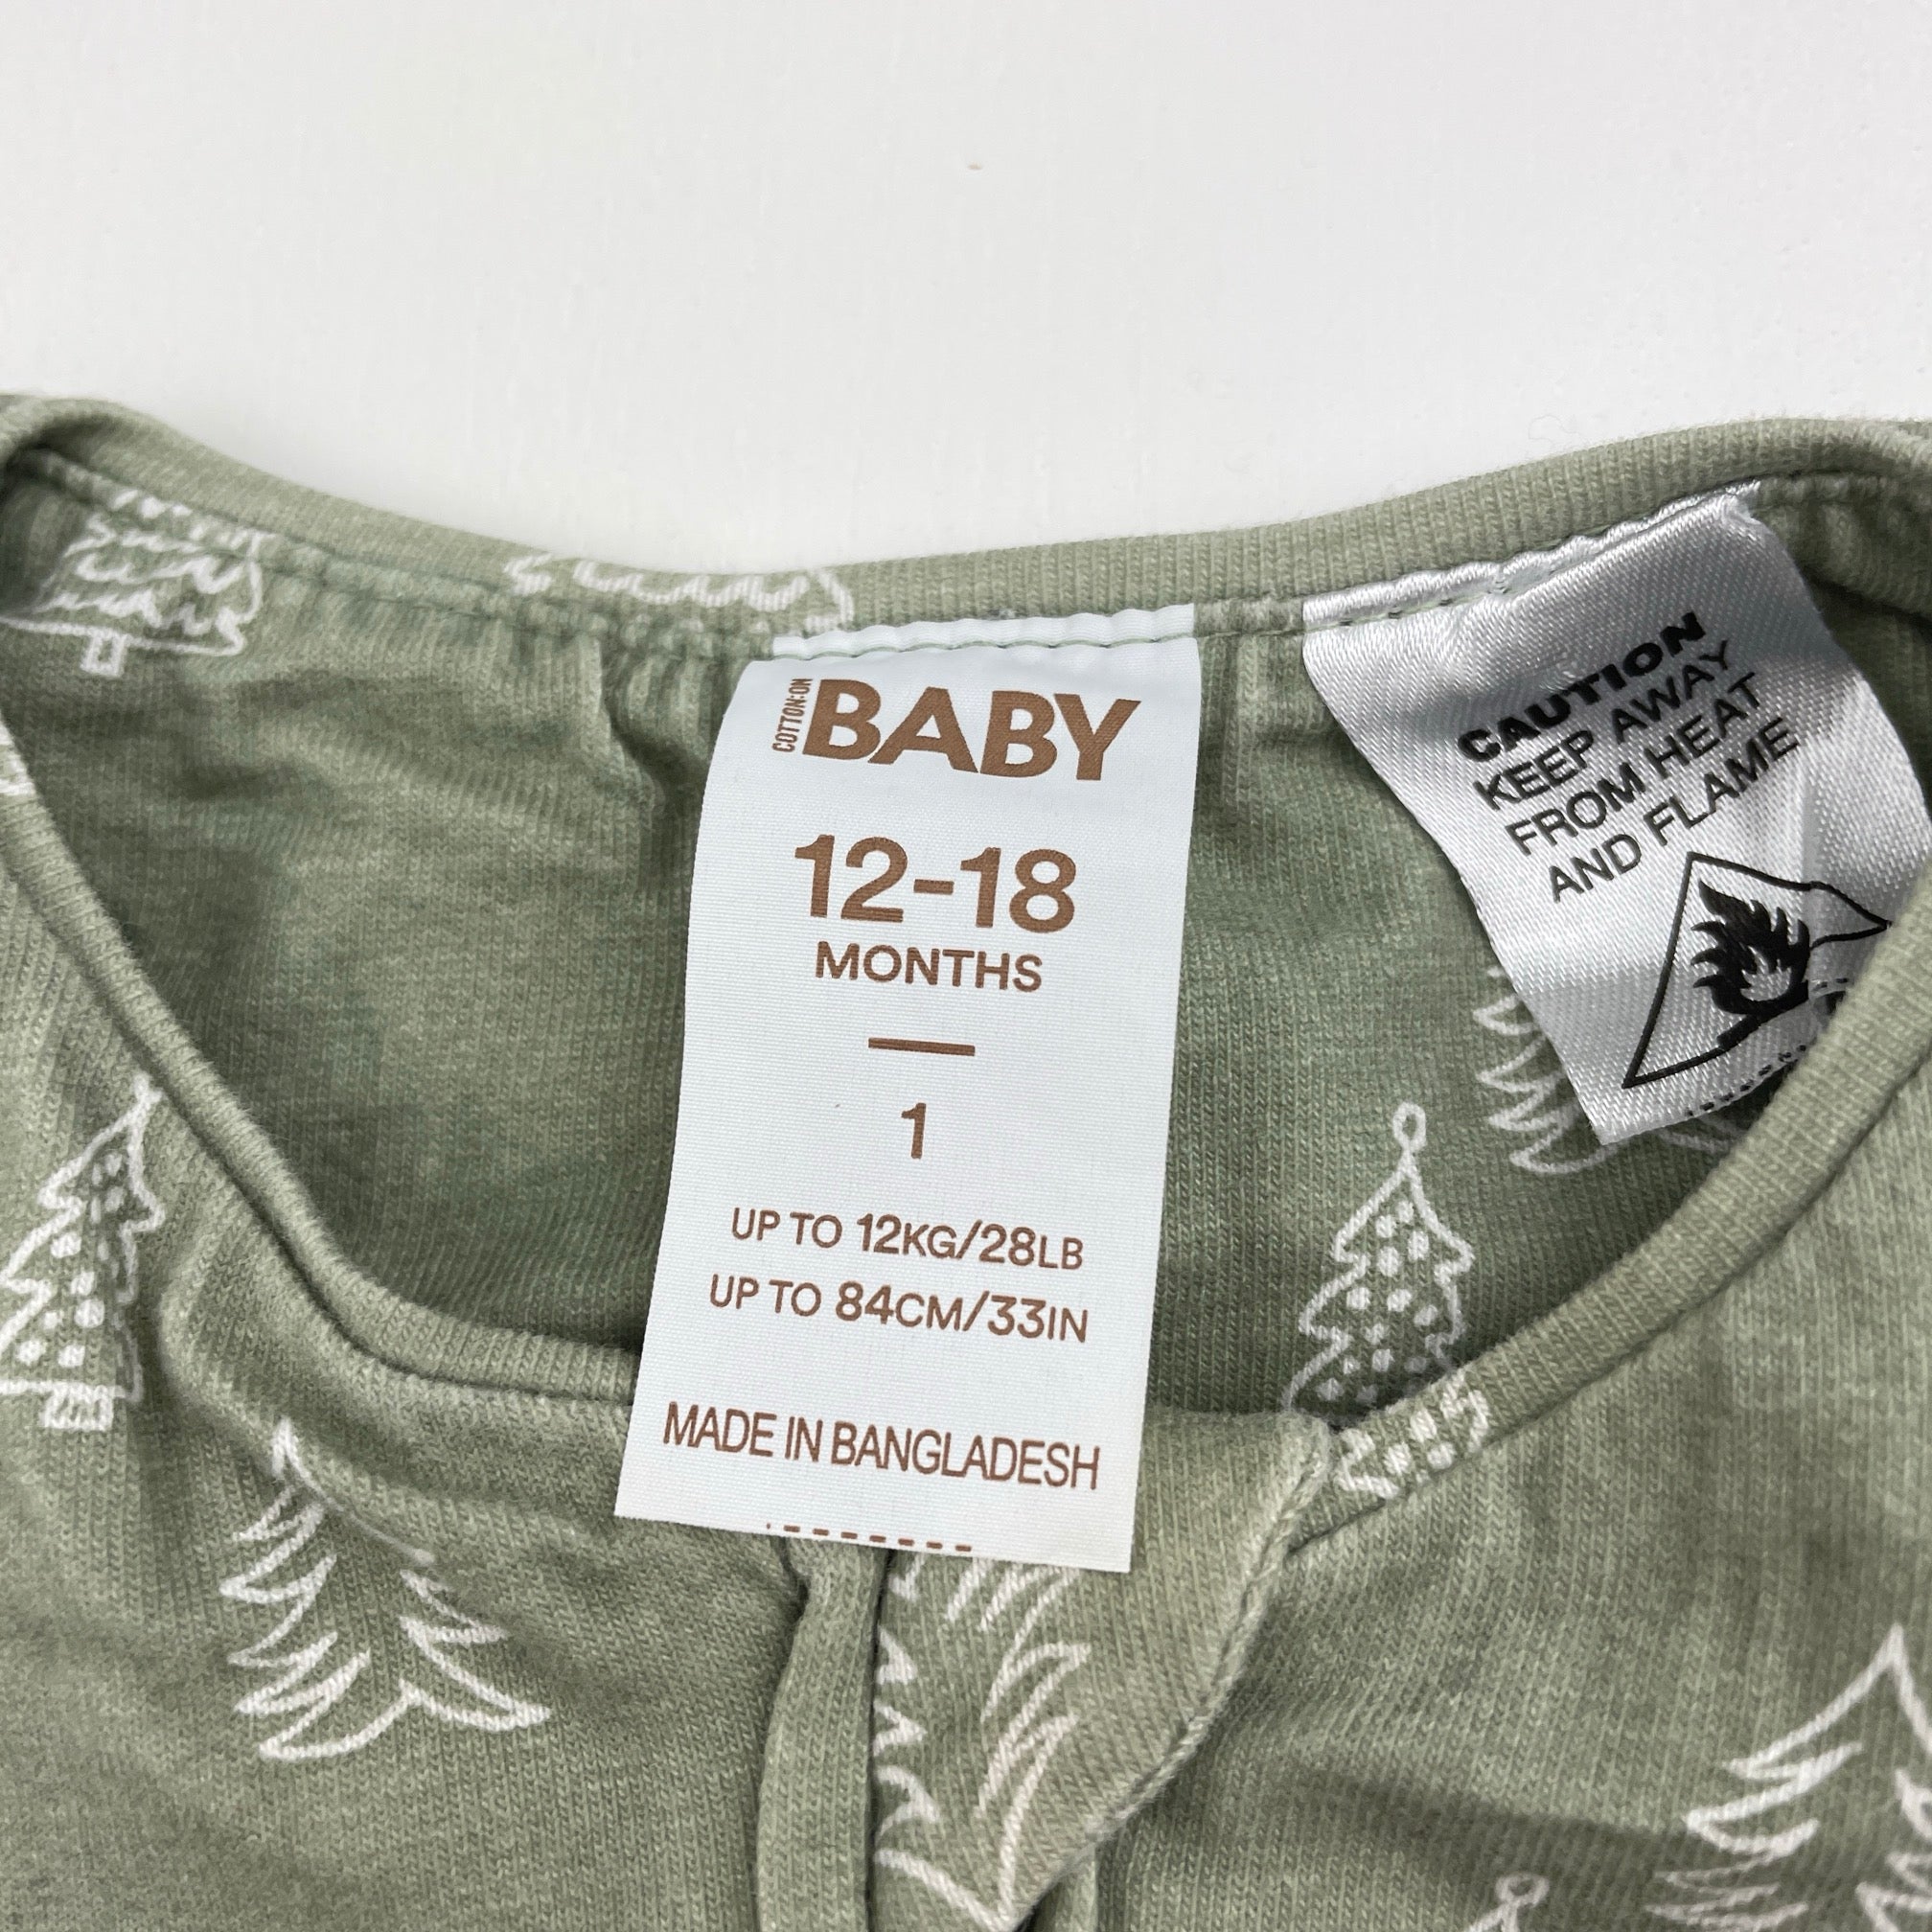 COTTON:ON
BABY
12-18
MONTHS
1
UP TO 12KG/28LB
UP TO 84CM/33IN
MADE IN BANGLADESH
CAUTION
KEEP AWAY
FROM HEAT
AND FLAME